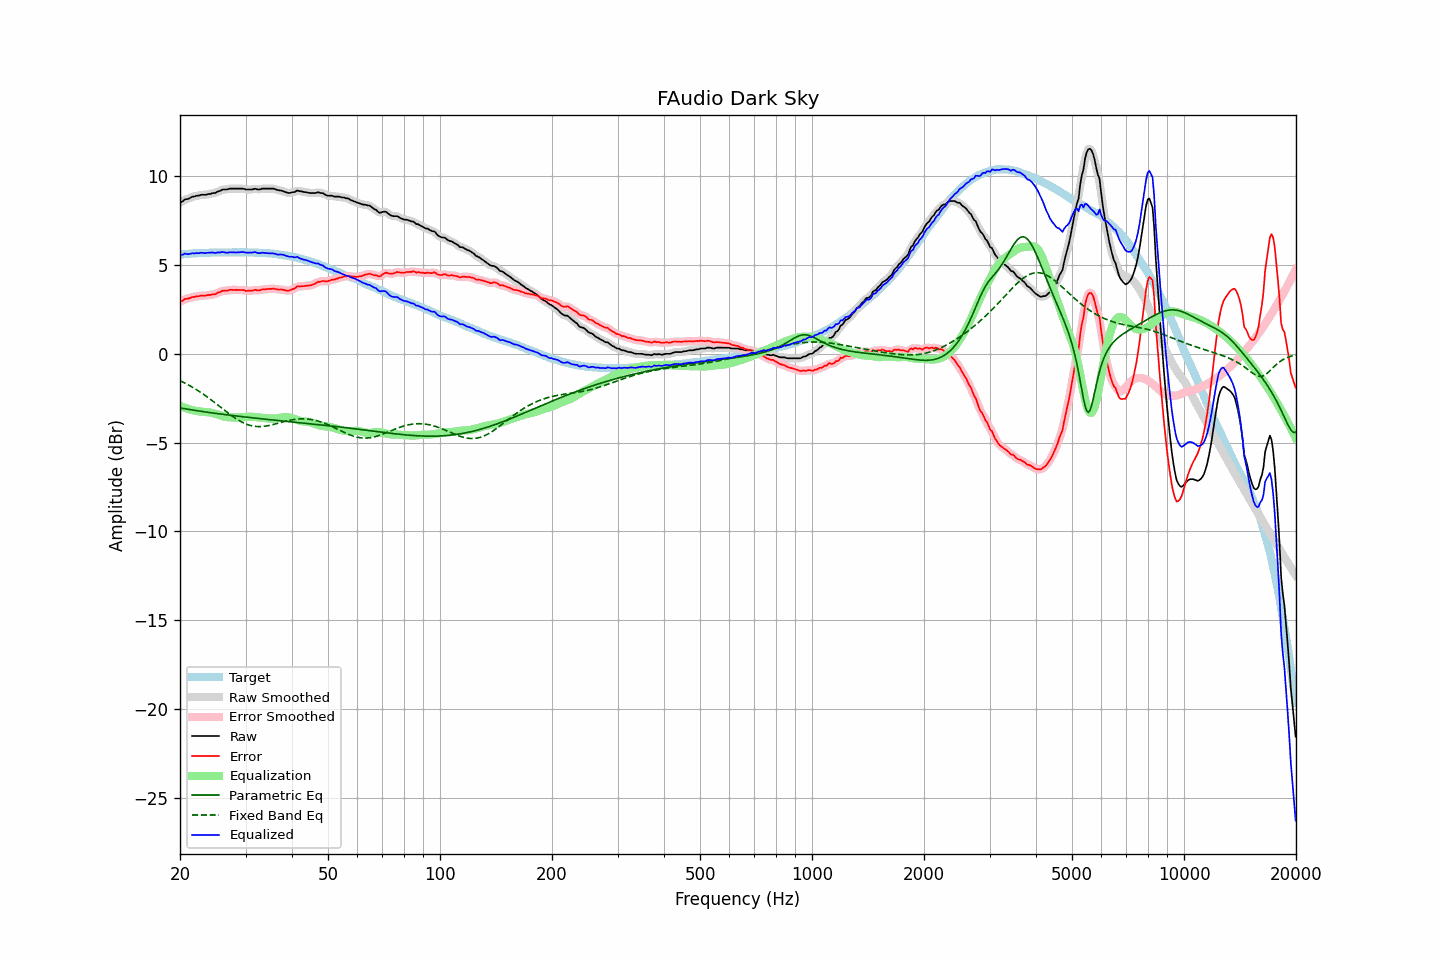 FAudio Dark Sky
Amplitude (dBr)
10
5
0
−5
−10
−15
−20
−25
Target
Raw Smoothed
Error Smoothed
Raw
Error
Equalization
Parametric Eq
Fixed Band Eq
Equalized
20 50 100 200 500 1000 2000 5000 10000 20000
Frequency (Hz)